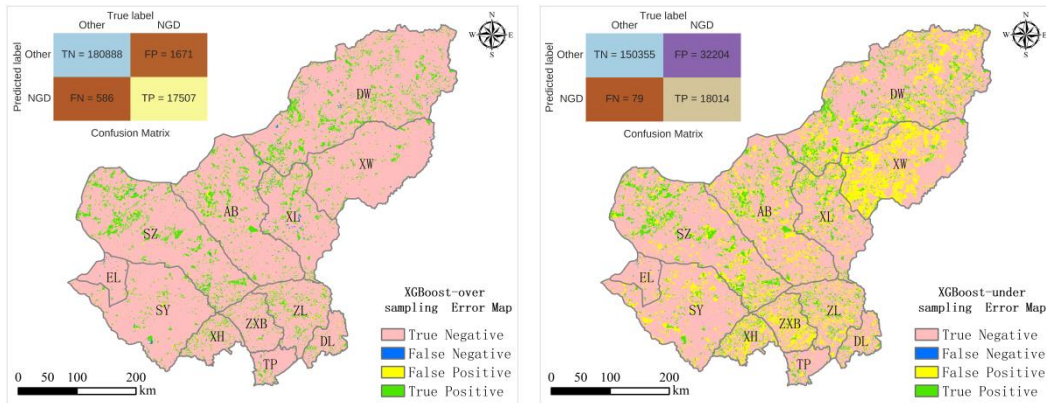 True label
Other NGD
Predicted label
Other TN = 180888 FP = 1671
NGD FN = 586 TP = 17507
Confusion Matrix
N
W E
S
DW
XW
AB
XL
SZ
EL
SY
ZL
ZXB
XH
DL
TP
XGBoost-over
sampling Error Map
True Negative
False Negative
False Positive
True Positive
0 50 100 200
km
True label
Other NGD
Predicted label
Other TN = 150355 FP = 32204
NGD FN = 79 TP = 18014
Confusion Matrix
N
W E
S
DW
XW
AB
XL
SZ
EL
SY
ZL
ZXB
XH
DL
TP
XGBoost-under
sampling Error Map
True Negative
False Negative
False Positive
True Positive
0 50 100 200
km